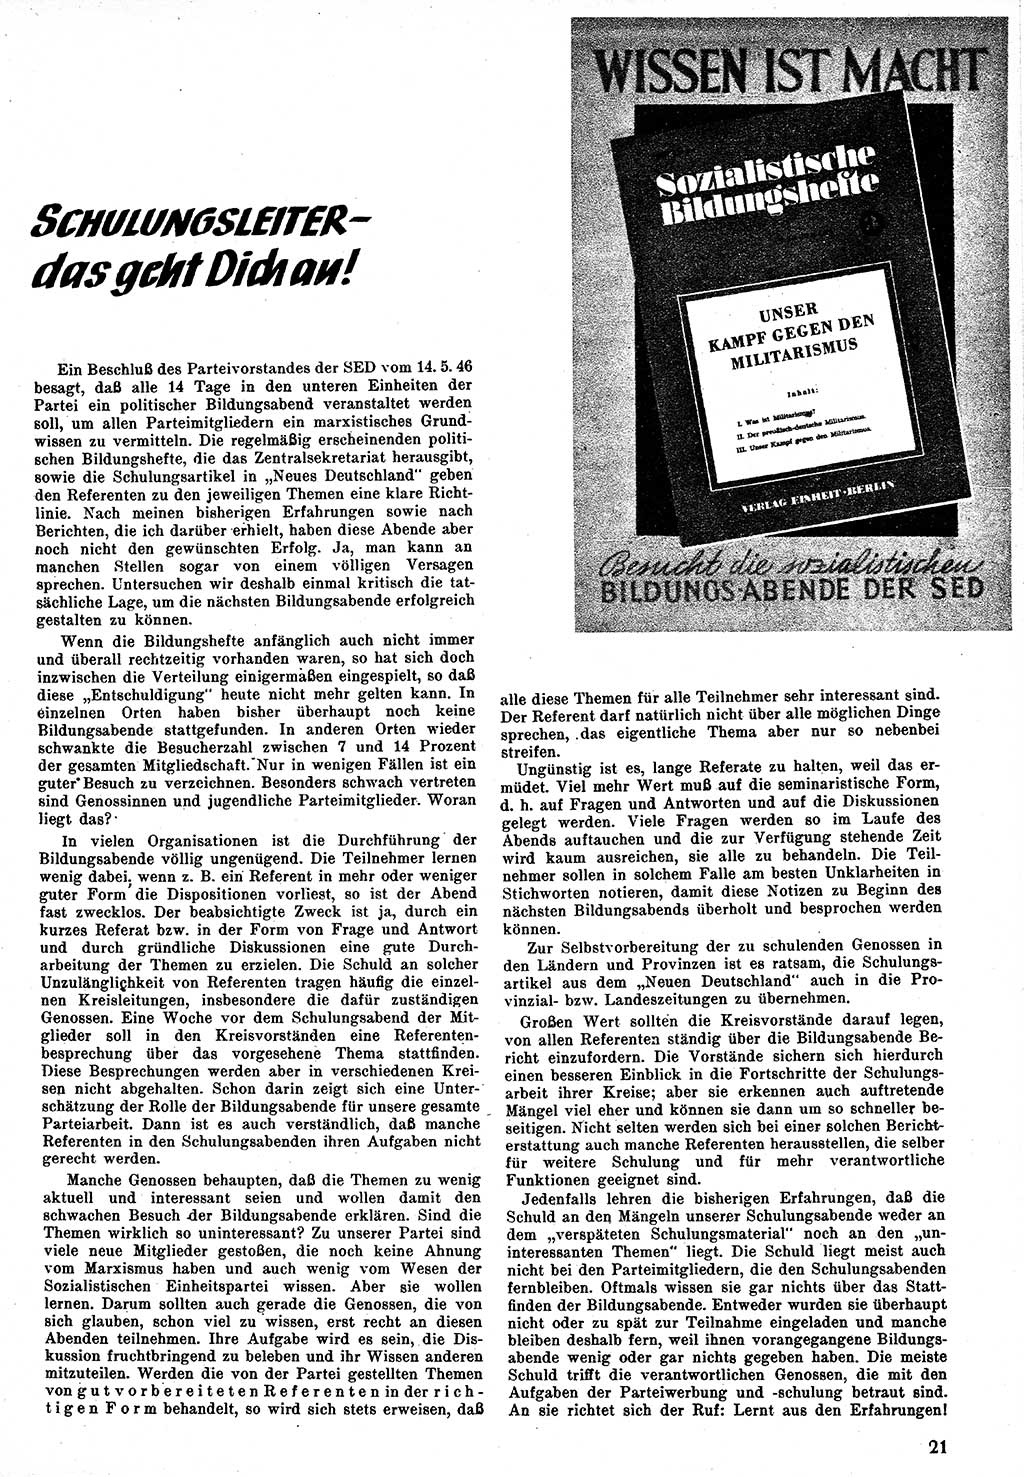 WISSEN IST MACHT
Sozialistische
Bildungshefte
UNSER
KAMPF GEGEN DEN
MILITARISMUS
Inhalt:
I. Was ist Militarismus?
II. Der preußisch-deutsche Militarismus.
III. Unser Kampf gegen den Militarismus.
VERLAG EINHEIT · BERLIN
Besucht die sozialistischen
BILDUNGS-ABENDE DER SED
SCHULUNGSLEITER-
das geht Dich an!
Ein Beschluß des Parteivorstandes der SED vom 14. 5. 46
besagt, daß alle 14 Tage in den unteren Einheiten der
Partei ein politischer Bildungsabend veranstaltet werden
soll, um allen Parteimitgliedern ein marxistisches Grund-
wissen zu vermitteln. Die regelmäßig erscheinenden politi-
schen Bildungshefte, die das Zentralsekretariat herausgibt,
sowie die Schulungsartikel in „Neues Deutschland" geben
den Referenten zu den jeweiligen Themen eine klare Richt-
linie. Nach meinen bisherigen Erfahrungen sowie nach
Berichten, die ich darüber erhielt, haben diese Abende aber
noch nicht den gewünschten Erfolg. Ja, man kann an
manchen Stellen sogar von einem völligen Versagen
sprechen. Untersuchen wir deshalb einmal kritisch die tat-
sächliche Lage, um die nächsten Bildungsabende erfolgreich
gestalten zu können.
Wenn die Bildungshefte anfänglich auch nicht immer
und überall rechtzeitig vorhanden waren, so hat sich doch
inzwischen die Verteilung einigermaßen eingespielt, so daß
diese „Entschuldigung" heute nicht mehr gelten kann. In
einzelnen Orten haben bisher überhaupt noch keine
Bildungsabende stattgefunden. In anderen Orten wieder
schwankte die Besucherzahl zwischen 7 und 14 Prozent
der gesamten Mitgliedschaft. Nur in wenigen Fällen ist ein
guter Besuch zu verzeichnen. Besonders schwach vertreten
sind Genossinnen und jugendliche Parteimitglieder. Woran
liegt das?
In vielen Organisationen ist die Durchführung der
Bildungsabende völlig ungenügend. Die Teilnehmer lernen
wenig dabei, wenn z. B. ein Referent in mehr oder weniger
guter Form die Dispositionen vorliest, so ist der Abend
fast zwecklos. Der beabsichtigte Zweck ist ja, durch ein
kurzes Referat bzw. in der Form von Frage und Antwort
und durch gründliche Diskussionen eine gute Durch-
arbeitung der Themen zu erzielen. Die Schuld an solcher
Unzulänglichkeit von Referenten tragen häufig die einzel-
nen Kreisleitungen, insbesondere die dafür zuständigen
Genossen. Eine Woche vor dem Schulungsabend der Mit-
glieder soll in den Kreisvorständen eine Referenten-
besprechung über das vorgesehene Thema stattfinden.
Diese Besprechungen werden aber in verschiedenen Krei-
sen nicht abgehalten. Schon darin zeigt sich eine Unter-
schätzung der Rolle der Bildungsabende für unsere gesamte
Parteiarbeit. Dann ist es auch verständlich, daß manche
Referenten in den Schulungsabenden ihren Aufgaben nicht
gerecht werden.
Manche Genossen behaupten, daß die Themen zu wenig
aktuell und interessant seien und wollen damit den
schwachen Besuch der Bildungsabende erklären. Sind die
Themen wirklich so uninteressant? Zu unserer Partei sind
viele neue Mitglieder gestoßen, die noch keine Ahnung
vom Marxismus haben und auch wenig vom Wesen der
Sozialistischen Einheitspartei wissen. Aber sie wollen
lernen. Darum sollten auch gerade die Genossen, die von
sich glauben, schon viel zu wissen, erst recht an diesen
Abenden teilnehmen. Ihre Aufgabe wird es sein, die Dis-
kussion fruchtbringend zu beleben und ihr Wissen anderen
mitzuteilen. Werden die von der Partei gestellten Themen
von gutvorbereiteten Referenten in der rich-
tigen Form behandelt, so wird sich stets erweisen, daß
alle diese Themen für alle Teilnehmer sehr interessant sind.
Der Referent darf natürlich nicht über alle möglichen Dinge
sprechen, das eigentliche Thema aber nur so nebenbei
streifen.
Ungünstig ist es, lange Referate zu halten, weil das er-
müdet. Viel mehr Wert muß auf die seminaristische Form,
d. h. auf Fragen und Antworten und auf die Diskussionen
gelegt werden. Viele Fragen werden so im Laufe des
Abends auftauchen und die zur Verfügung stehende Zeit
wird kaum ausreichen, sie alle zu behandeln. Die Teil-
nehmer sollen in solchem Falle am besten Unklarheiten in
Stichworten notieren, damit diese Notizen zu Beginn des
nächsten Bildungsabends überholt und besprochen werden
können.
Zur Selbstvorbereitung der zu schulenden Genossen in
den Ländern und Provinzen ist es ratsam, die Schulungs-
artikel aus dem „Neuen Deutschland" auch in die Pro-
vinzial- bzw. Landeszeitungen zu übernehmen.
Großen Wert sollten die Kreisvorstände darauf legen,
von allen Referenten ständig über die Bildungsabende Be-
richt einzufordern. Die Vorstände sichern sich hierdurch
einen besseren Einblick in die Fortschritte der Schulungs-
arbeit ihrer Kreise; aber sie erkennen auch auftretende
Mängel viel eher und können sie dann um so schneller be-
seitigen. Nicht selten werden sich bei einer solchen Bericht-
erstattung auch manche Referenten herausstellen, die selber
für weitere Schulung und für mehr verantwortliche
Funktionen geeignet sind.
Jedenfalls lehren die bisherigen Erfahrungen, daß die
Schuld an den Mängeln unserer Schulungsabende weder an
dem „verspäteten Schulungsmaterial" noch an den „un-
interessanten Themen" liegt. Die Schuld liegt meist auch
nicht bei den Parteimitgliedern, die den Schulungsabenden
fernbleiben. Oftmals wissen sie gar nichts über das Statt-
finden der Bildungsabende. Entweder wurden sie überhaupt
nicht oder zu spät zur Teilnahme eingeladen und manche
bleiben deshalb fern, weil ihnen vorangegangene Bildungs-
abende wenig oder gar nichts gegeben haben. Die meiste
Schuld trifft die verantwortlichen Genossen, die mit den
Aufgaben der Parteiwerbung und -schulung betraut sind.
An sie richtet sich der Ruf: Lernt aus den Erfahrungen!
21